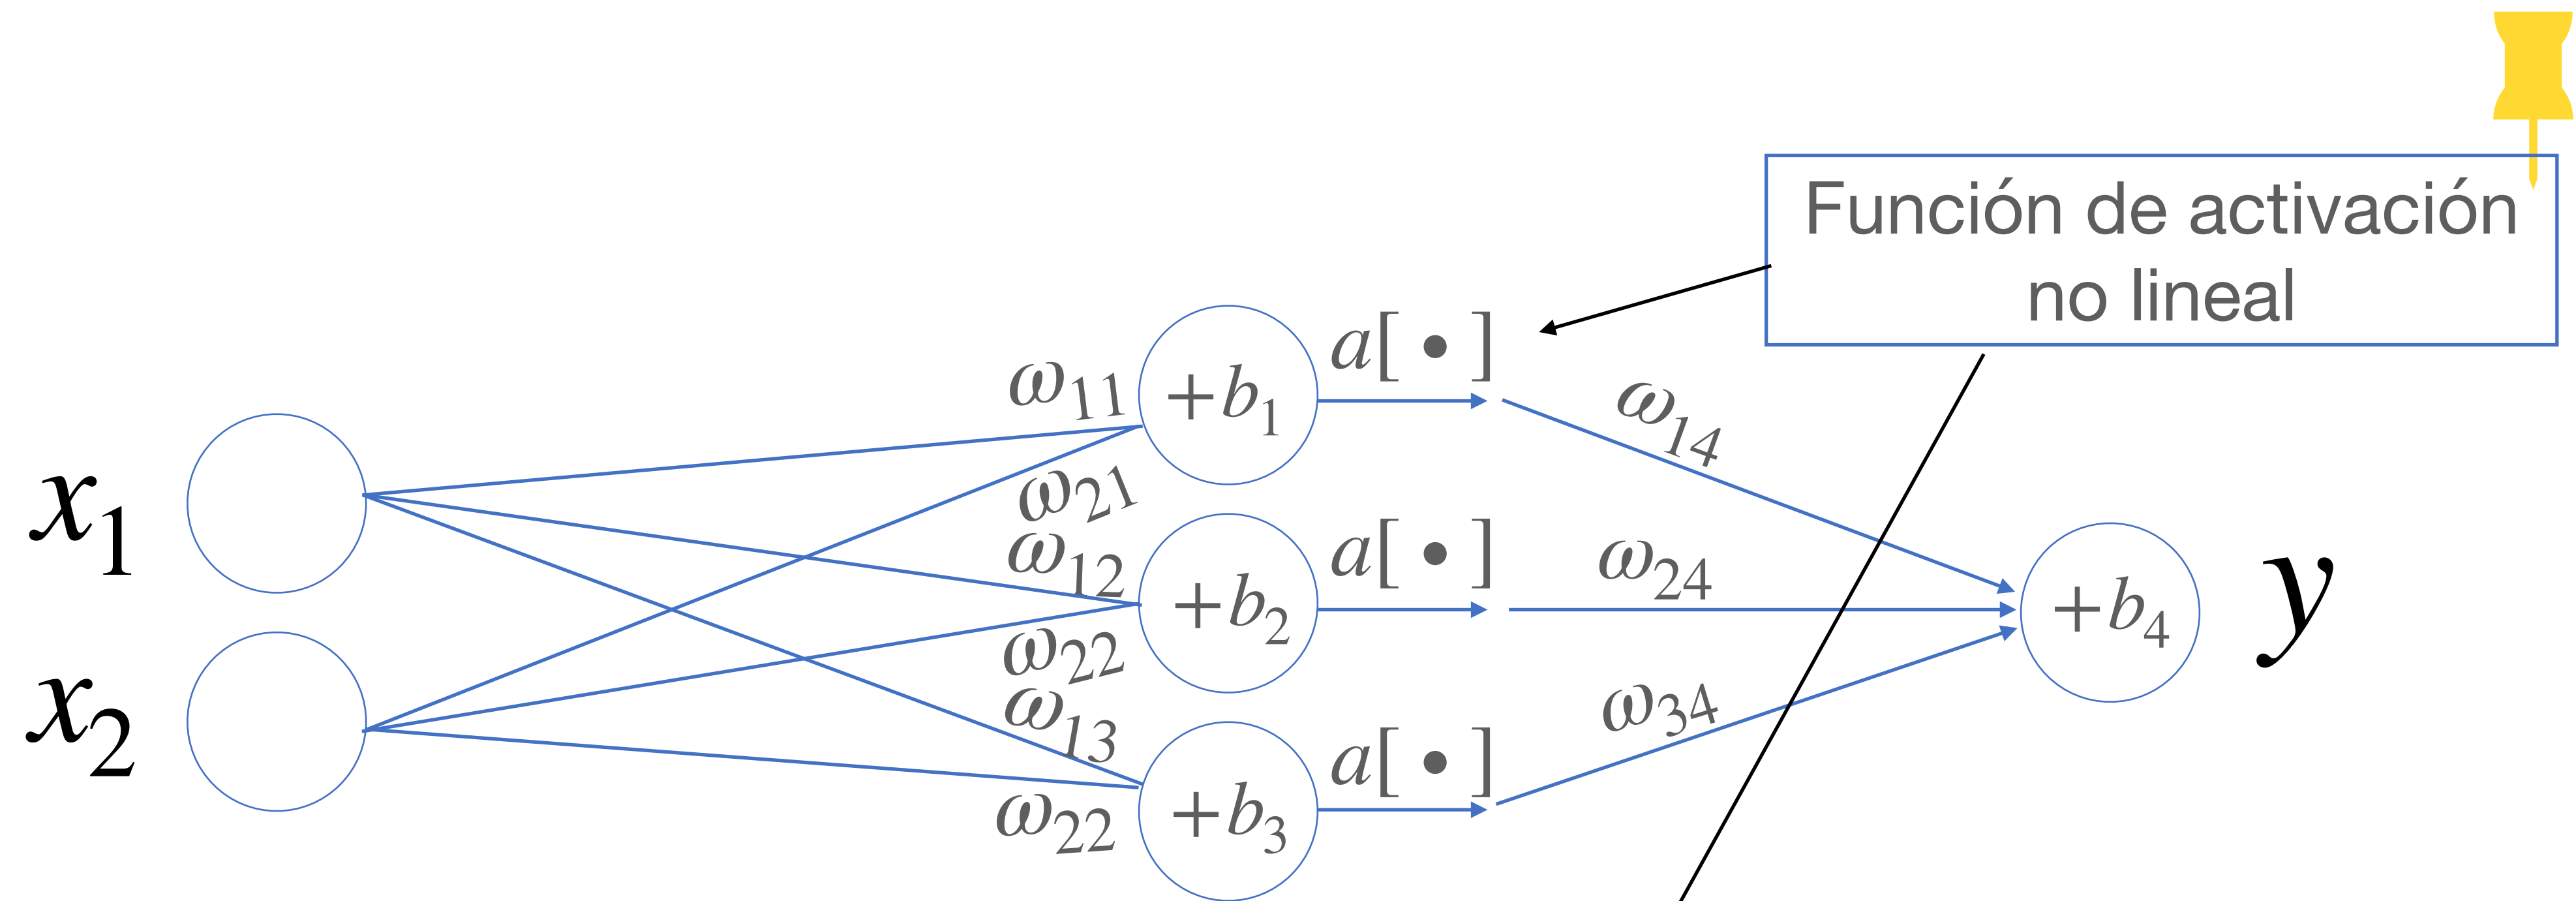 Función de activación
no lineal
a[ • ]
ω₁₁
+b₁
ω₁₄
x₁
ω₂₁
ω₁₂
a[ • ]
ω₂₄
+b₂
+b₄
y
x₂
ω₂₂
ω₁₃
ω₃₄
a[ • ]
ω₂₂
+b₃